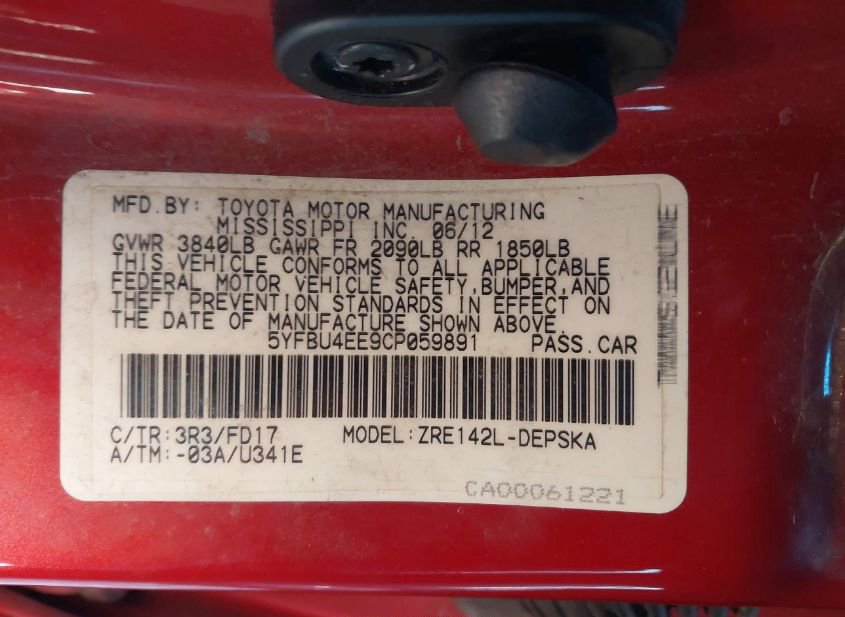 MFD.BY: TOYOTA MOTOR MANUFACTURING
MISSISSIPPI INC. 06/12
GVWR 3840LB GAWR FR 2090LB RR 1850LB
THIS VEHICLE CONFORMS TO ALL APPLICABLE
FEDERAL MOTOR VEHICLE SAFETY,BUMPER,AND
THEFT PREVENTION STANDARDS IN EFFECT ON
THE DATE OF MANUFACTURE SHOWN ABOVE.
5YFBU4EE9CP059891 PASS.CAR
C/TR:3R3/FD17 MODEL:ZRE142L-DEPSKA
A/TM:-03A/U341E
CA00061221